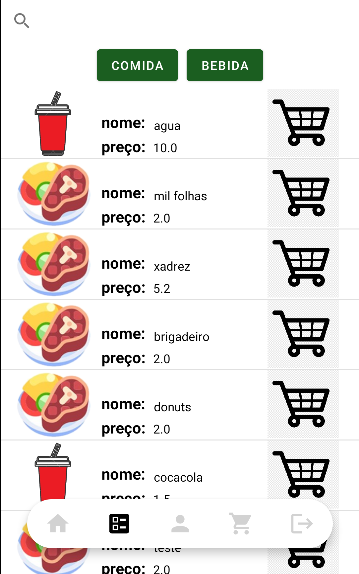 COMIDA BEBIDA
nome: agua
preço: 10.0
nome: mil folhas
preço: 2.0
nome: xadrez
preço: 5.2
nome: brigadeiro
preço: 2.0
nome: donuts
preço: 2.0
nome: cocacola
preço: 1.5
nome: teste
preço: 2.0